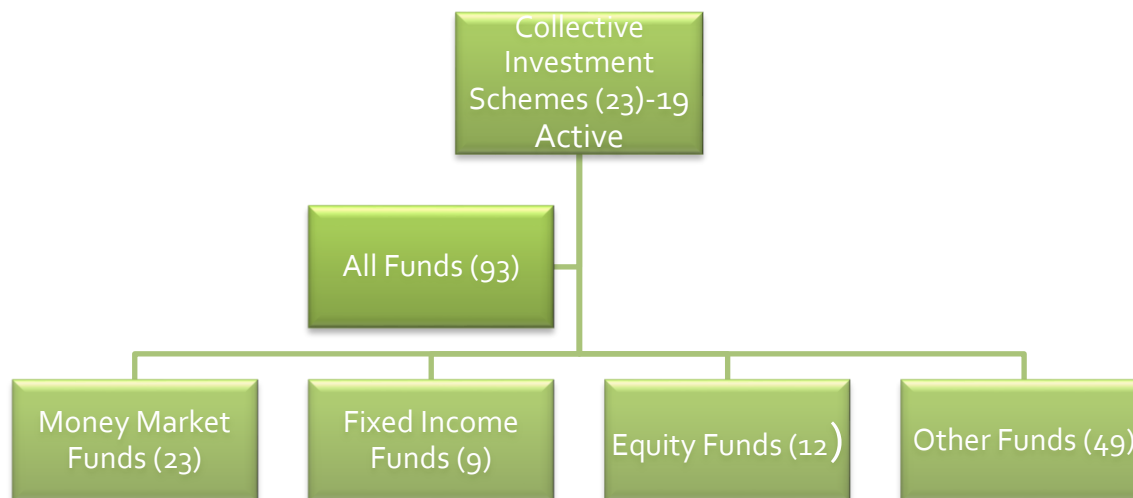 Collective
Investment
Schemes (23)-19
Active
All Funds (93)
Money Market
Funds (23)
Fixed Income
Funds (9)
Equity Funds (12)
Other Funds (49)